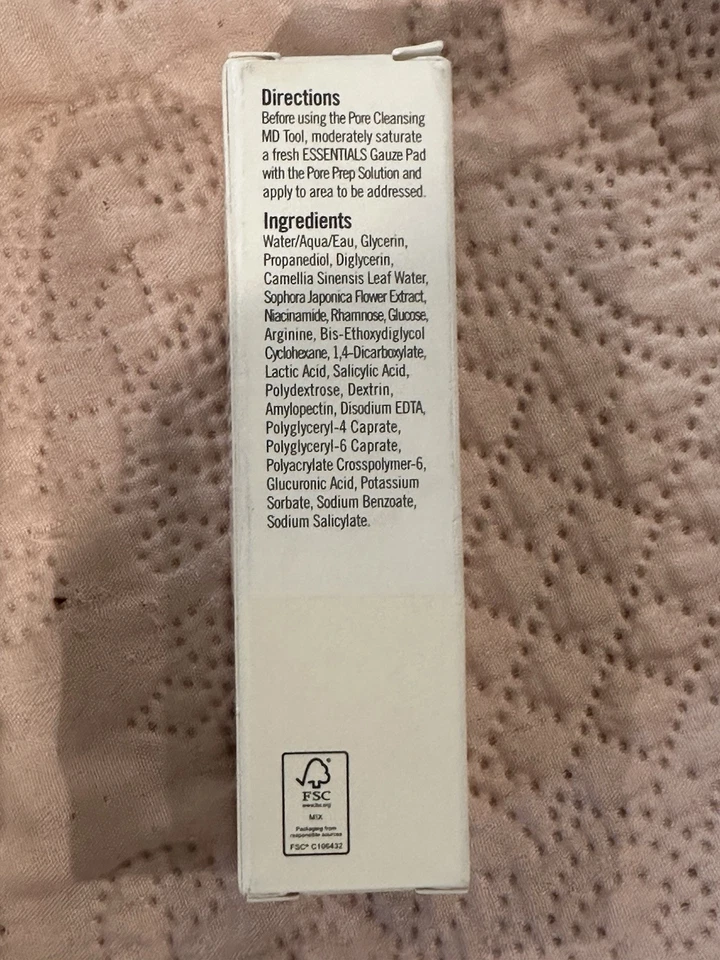 Directions
Before using the Pore Cleansing
MD Tool, moderately saturate
a fresh ESSENTIALS Gauze Pad
with the Pore Prep Solution and
apply to area to be addressed.
Ingredients
Water/Aqua/Eau, Glycerin,
Propanediol, Diglycerin,
Camellia Sinensis Leaf Water,
Sophora Japonica Flower Extract,
Niacinamide, Rhamnose, Glucose,
Arginine, Bis-Ethoxydiglycol
Cyclohexane, 1,4-Dicarboxylate,
Lactic Acid, Salicylic Acid,
Polydextrose, Dextrin,
Amylopectin, Disodium EDTA,
Polyglyceryl-4 Caprate,
Polyglyceryl-6 Caprate,
Polyacrylate Crosspolymer-6,
Glucuronic Acid, Potassium
Sorbate, Sodium Benzoate,
Sodium Salicylate.
FSC
www.fsc.org
MIX
Packaging from
responsible sources
FSC® C106432